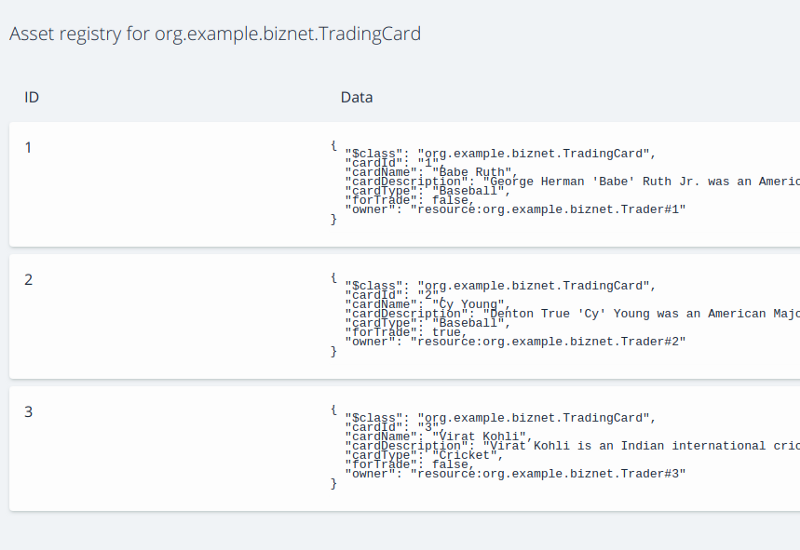 Asset registry for org.example.biznet.TradingCard
ID Data
1
{
"$class": "org.example.biznet.TradingCard",
"cardId": "1",
"cardName": "Babe Ruth",
"cardDescription": "George Herman 'Babe' Ruth Jr. was an Americ
"cardType": "Baseball",
"forTrade": false,
"owner": "resource:org.example.biznet.Trader#1"
}
2
{
"$class": "org.example.biznet.TradingCard",
"cardId": "2",
"cardName": "Cy Young",
"cardDescription": "Denton True 'Cy' Young was an American Majo
"cardType": "Baseball",
"forTrade": true,
"owner": "resource:org.example.biznet.Trader#2"
}
3
{
"$class": "org.example.biznet.TradingCard",
"cardId": "3",
"cardName": "Virat Kohli",
"cardDescription": "Virat Kohli is an Indian international cric
"cardType": "Cricket",
"forTrade": false,
"owner": "resource:org.example.biznet.Trader#3"
}